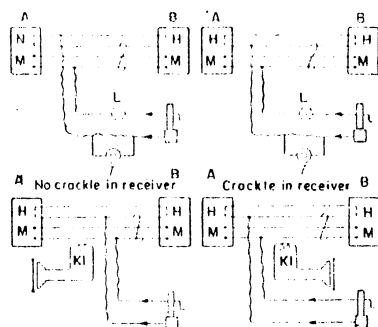 A B A B
N H H
M M M M
L L
No crackle in receiver Crackle in receiver
A B A B
H H H H
M M M M
KI KI